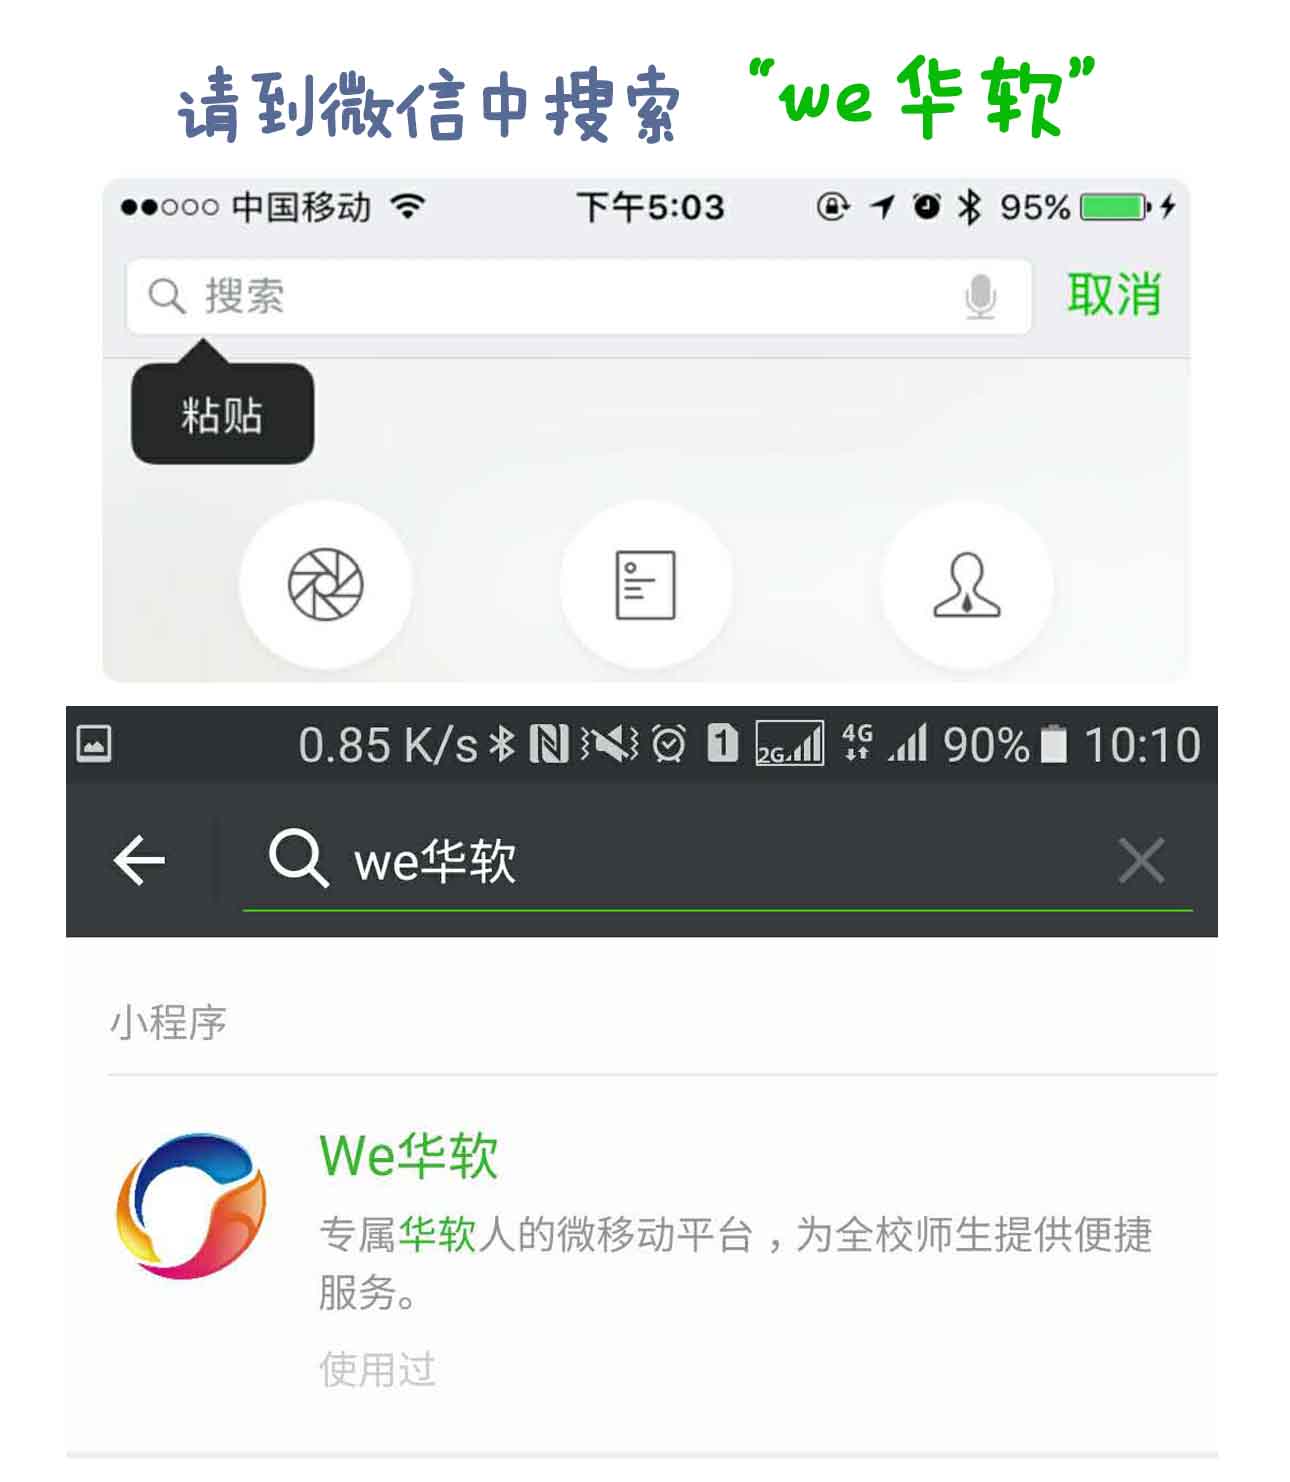 请到微信中搜索 “we华软”
中国移动 下午5:03 95%
搜索 取消
粘贴
0.85 K/s 1 2G 4G 90% 10:10
we华软
小程序
We华软
专属华软人的微移动平台，为全校师生提供便捷
服务。
使用过